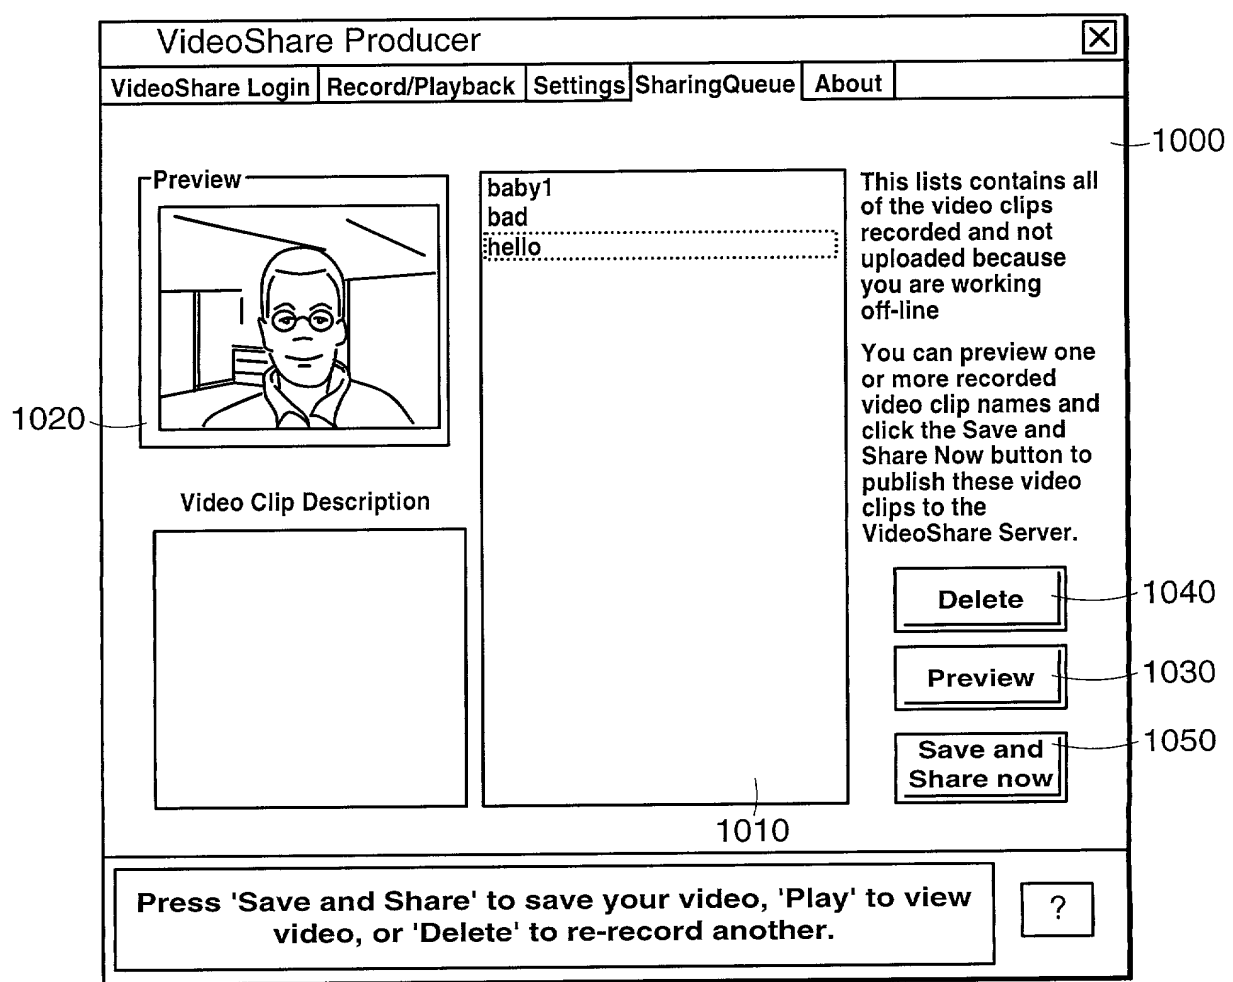 VideoShare Producer
VideoShare Login Record/Playback Settings SharingQueue About
1000
Preview
1020
Video Clip Description
baby1
bad
hello
1010
This lists contains all
of the video clips
recorded and not
uploaded because
you are working
off-line
You can preview one
or more recorded
video clip names and
click the Save and
Share Now button to
publish these video
clips to the
VideoShare Server.
Delete
1040
Preview
1030
Save and
Share now
1050
Press 'Save and Share' to save your video, 'Play' to view
video, or 'Delete' to re-record another.
?